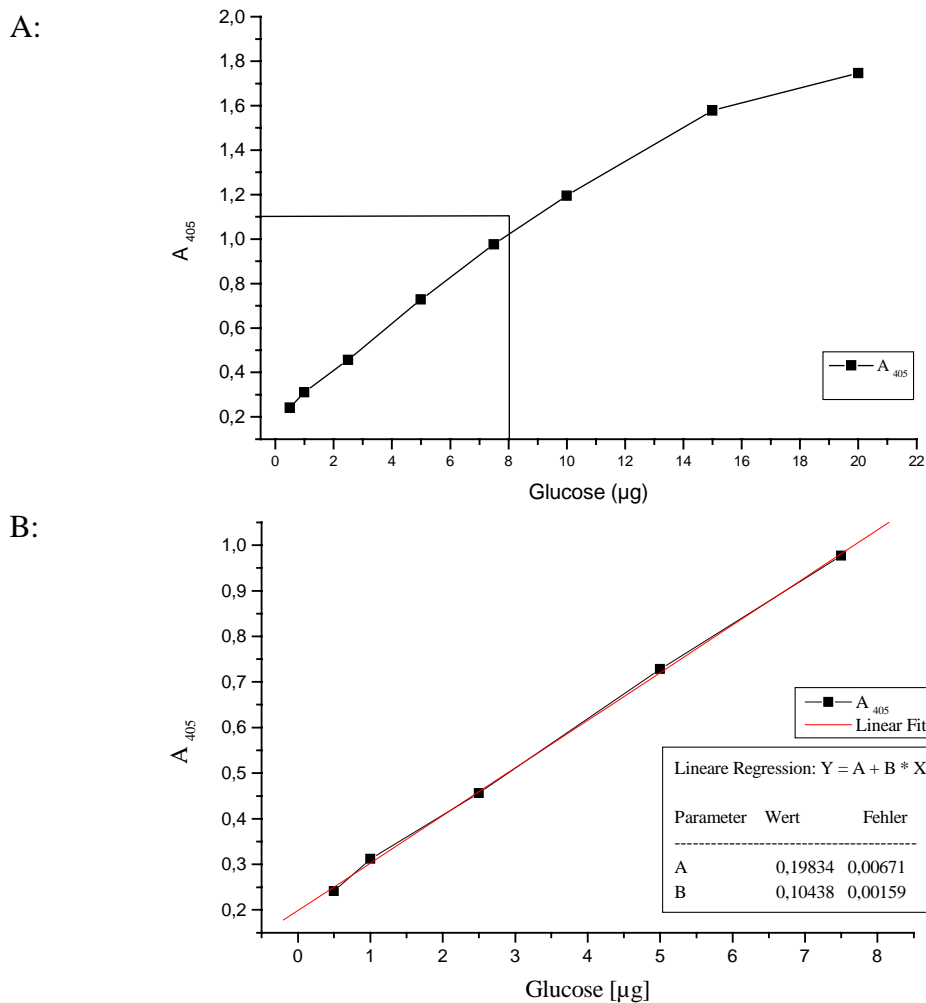 A:
2,0
1,8
1,6
1,4
1,2
1,0
0,8
0,6
0,4
0,2
A 405
A 405
0 2 4 6 8 10 12 14 16 18 20 22
Glucose (µg)
B:
1,0
0,9
0,8
0,7
0,6
0,5
0,4
0,3
0,2
A 405
A 405
Linear Fit
Lineare Regression: Y = A + B * X
Parameter Wert Fehler
------------------------------------------------------------
A 0,19834 0,00671
B 0,10438 0,00159
0 1 2 3 4 5 6 7 8
Glucose [µg]